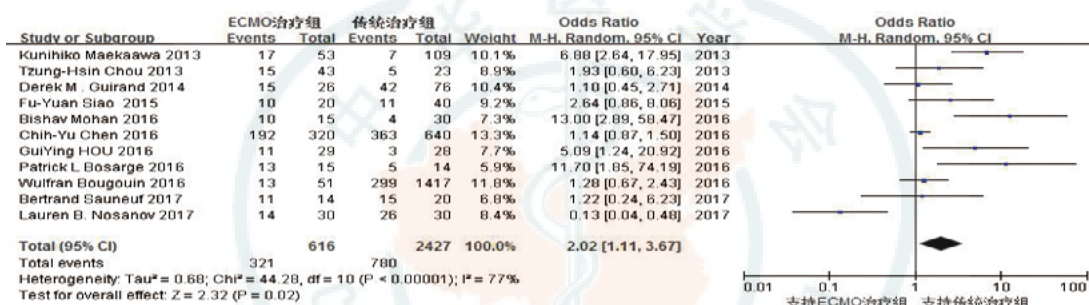 ECMO治疗组 传统治疗组 Odds Ratio Odds Ratio
Study or Subgroup Events Total Events Total Weight M-H. Random. 95% CI Year M-H. Random. 95% CI
Kunihiko Maekaawa 2013 17 53 7 109 10.1% 6.88 [2.64, 17.95] 2013
Tzung-Hsin Chou 2013 15 43 5 23 8.9% 1.93 [0.60, 6.23] 2013
Derek M . Guirand 2014 15 26 42 76 10.4% 1.10 [0.45, 2.71] 2014
Fu-Yuan Siao 2015 10 20 11 40 9.2% 2.64 [0.86, 8.06] 2015
Bishav Mohan 2016 10 15 4 30 7.3% 13.00 [2.89, 58.47] 2016
Chih-Yu Chen 2016 192 320 363 640 13.3% 1.14 [0.87, 1.50] 2016
GuiYing HOU 2016 11 29 3 28 7.7% 5.09 [1.24, 20.92] 2016
Patrick L Bosarge 2016 13 15 5 14 5.9% 11.70 [1.85, 74.19] 2016
Wulfran Bougouin 2016 13 51 299 1417 11.8% 1.28 [0.67, 2.43] 2016
Bertrand Sauneuf 2017 11 14 15 20 6.8% 1.22 [0.24, 6.23] 2017
Lauren B. Nosanov 2017 14 30 26 30 8.4% 0.13 [0.04, 0.48] 2017
Total (95% CI) 616 2427 100.0% 2.02 [1.11, 3.67]
Total events 321 780
Heterogeneity: Tau² = 0.68; Chi² = 44.28, df = 10 (P < 0.00001); I² = 77%
Test for overall effect: Z = 2.32 (P = 0.02)
0.01 0.1 1 10 100
支持ECMO治疗组 支持传统治疗组